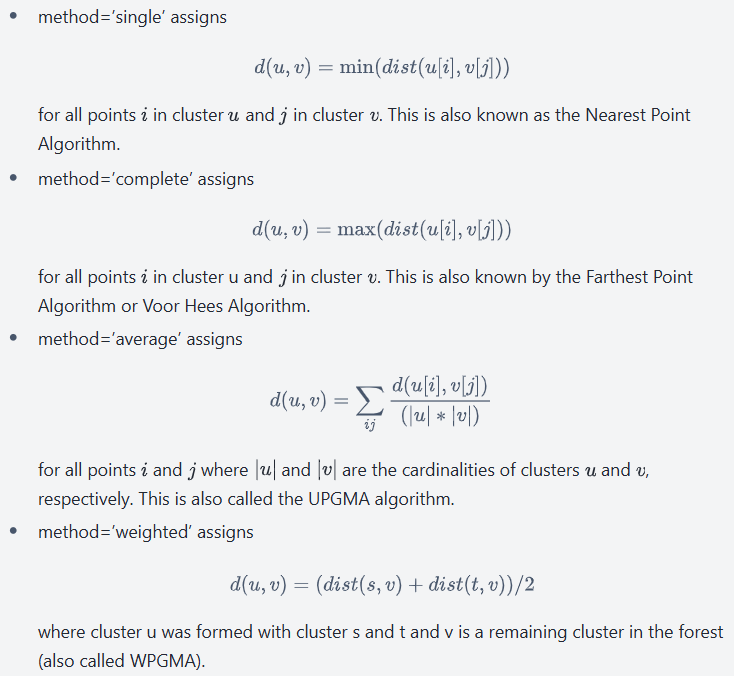 • method='single' assigns
d(u, v) = min(dist(u[i], v[j]))
for all points i in cluster u and j in cluster v. This is also known as the Nearest Point
Algorithm.
• method='complete' assigns
d(u, v) = max(dist(u[i], v[j]))
for all points i in cluster u and j in cluster v. This is also known by the Farthest Point
Algorithm or Voor Hees Algorithm.
• method='average' assigns
d(u, v) = ∑_{ij} d(u[i], v[j]) / (|u| * |v|)
for all points i and j where |u| and |v| are the cardinalities of clusters u and v,
respectively. This is also called the UPGMA algorithm.
• method='weighted' assigns
d(u, v) = (dist(s, v) + dist(t, v))/2
where cluster u was formed with cluster s and t and v is a remaining cluster in the forest
(also called WPGMA).